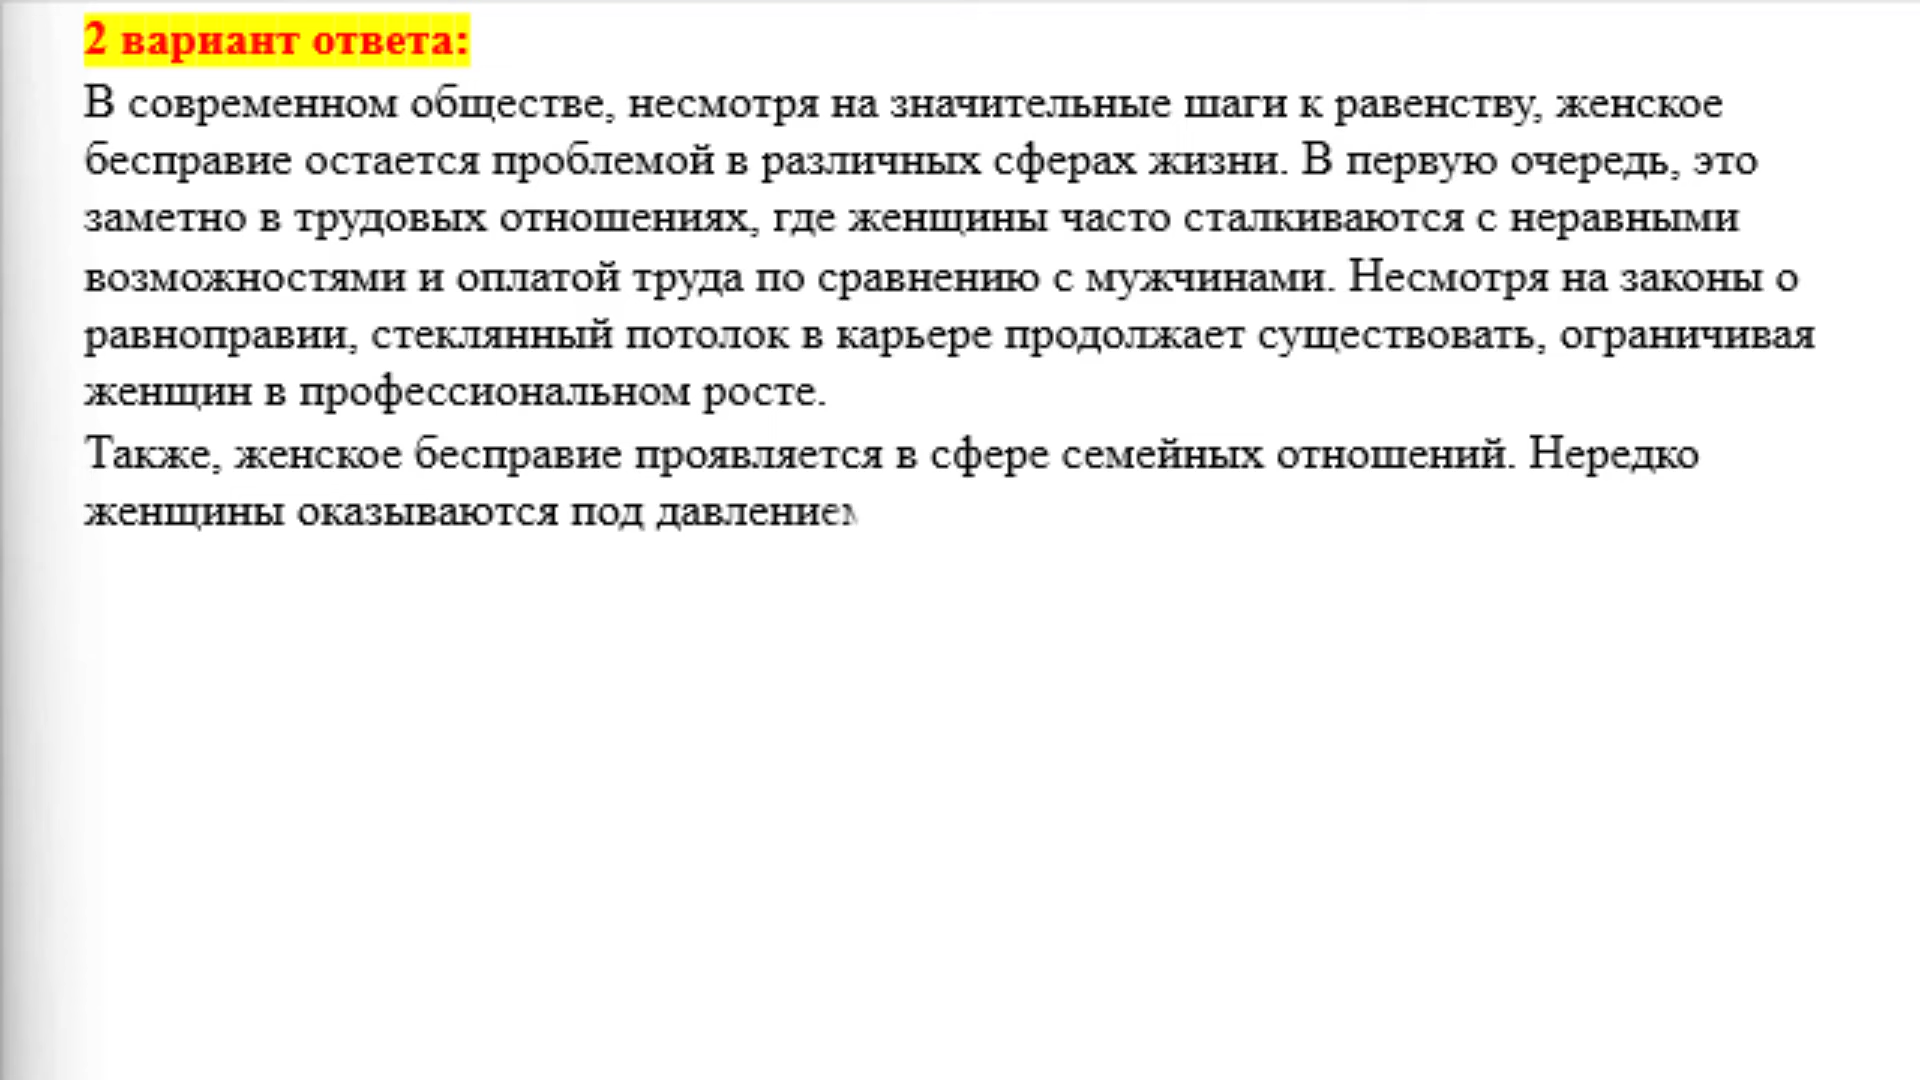 2 вариант ответа:
В современном обществе, несмотря на значительные шаги к равенству, женское
бесправие остается проблемой в различных сферах жизни. В первую очередь, это
заметно в трудовых отношениях, где женщины часто сталкиваются с неравными
возможностями и оплатой труда по сравнению с мужчинами. Несмотря на законы о
равноправии, стеклянный потолок в карьере продолжает существовать, ограничивая
женщин в профессиональном росте.
Также, женское бесправие проявляется в сфере семейных отношений. Нередко
женщины оказываются под давлением